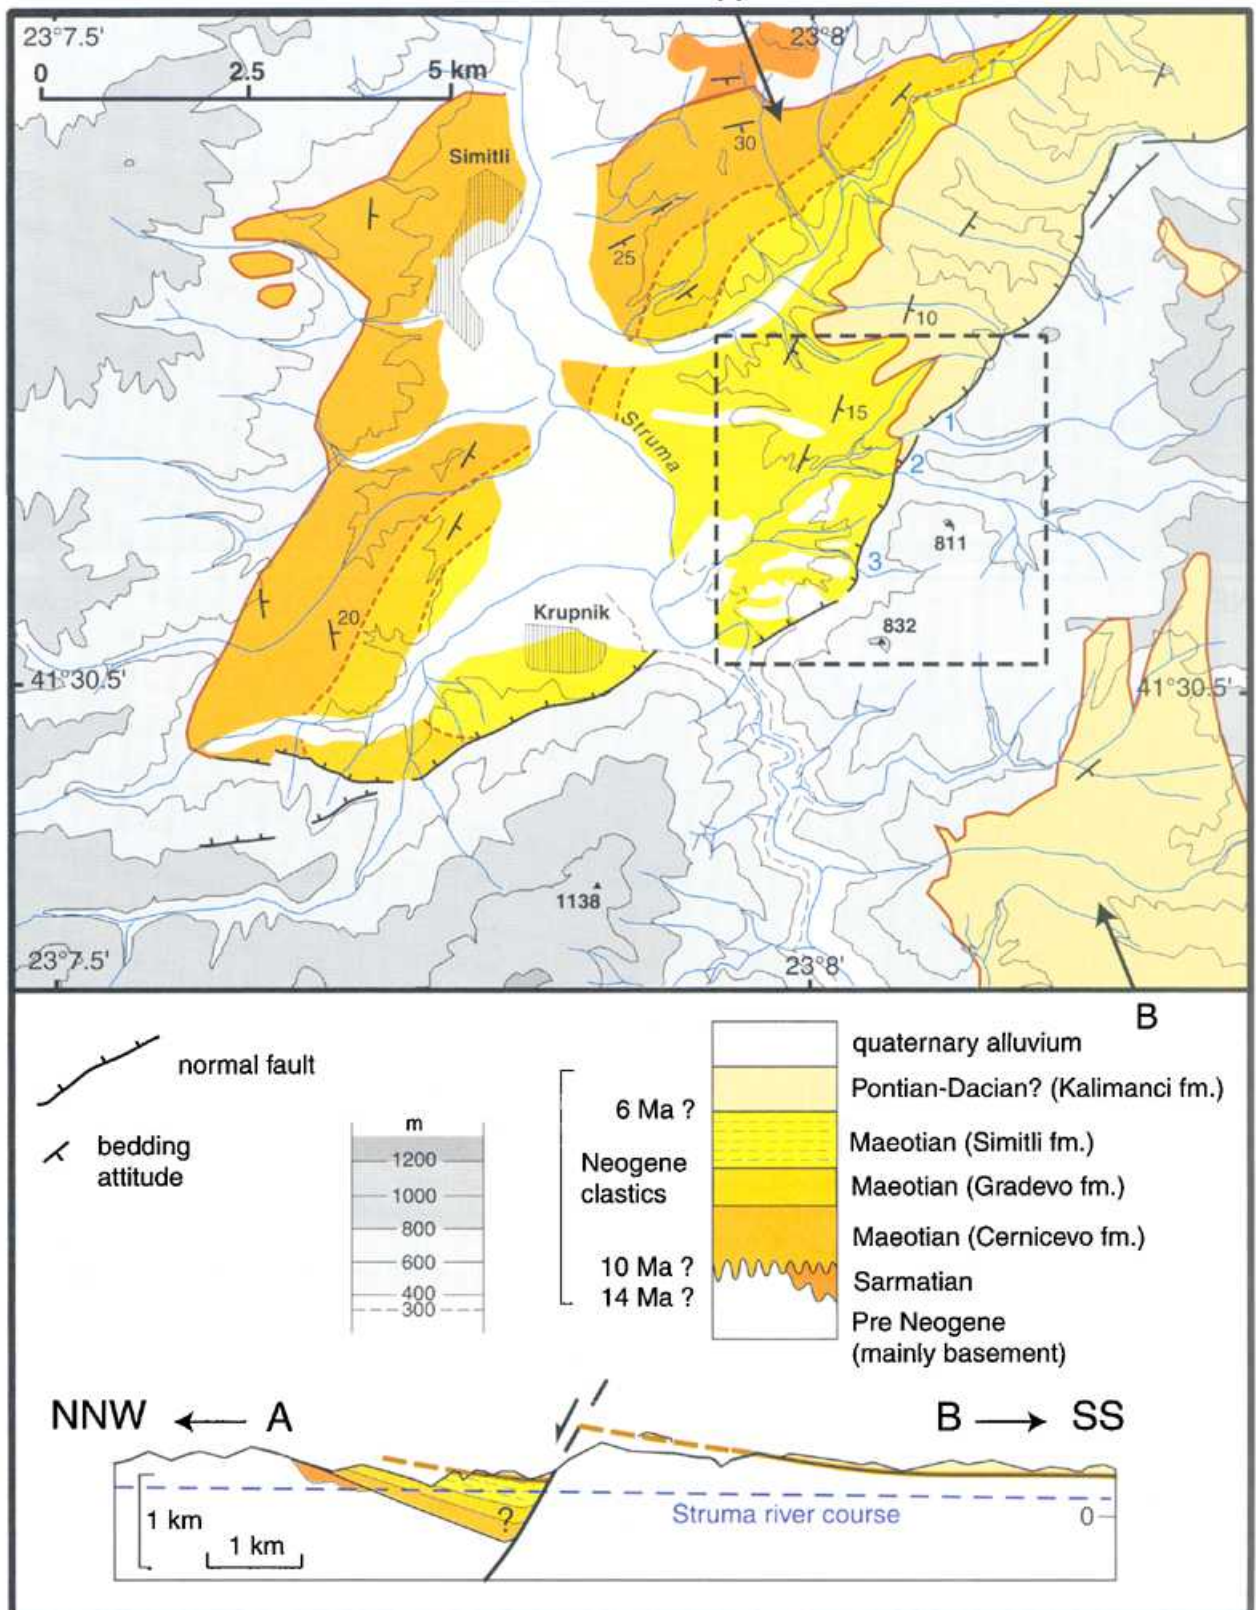 23°7.5'
23°8'
0 2.5 5 km
Simitli
30
25
10
15
1
Struma
2
811
3
Krupnik
832
20
41°30.5'
41°30.5'
1138
23°7.5'
23°8'
B
normal fault
bedding
attitude
m
1200
1000
800
600
400
300
6 Ma ?
Neogene
clastics
10 Ma ?
14 Ma ?
quaternary alluvium
Pontian-Dacian? (Kalimanci fm.)
Maeotian (Simitli fm.)
Maeotian (Gradevo fm.)
Maeotian (Cernicevo fm.)
Sarmatian
Pre Neogene
(mainly basement)
NNW A B SS
?
Struma river course
0
1 km
1 km